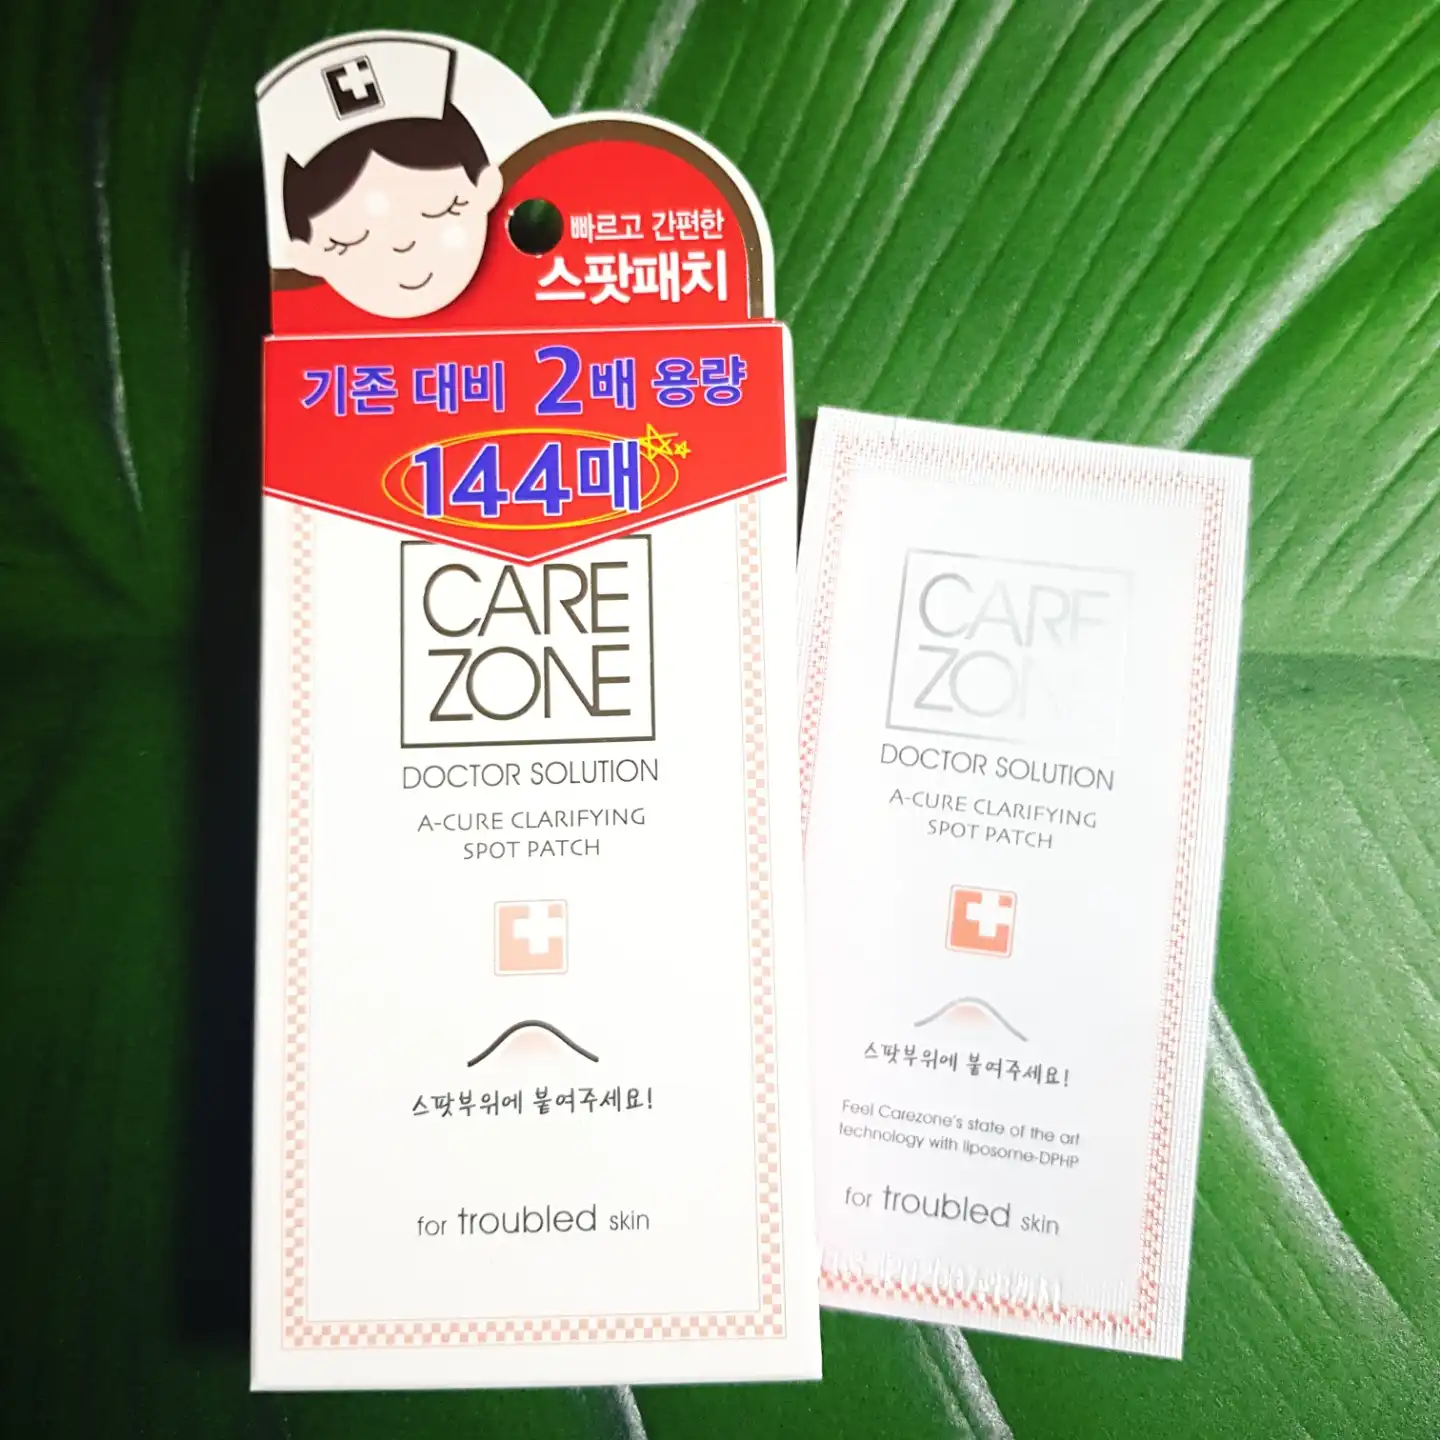 빠르고 간편한
스팟패치
기존 대비 2배 용량
144매
CARE
ZONE
DOCTOR SOLUTION
A-CURE CLARIFYING
SPOT PATCH
스팟부위에 붙여주세요!
for troubled skin
CARE
ZONE
DOCTOR SOLUTION
A-CURE CLARIFYING
SPOT PATCH
스팟부위에 붙여주세요!
Feel Carezone's state of the art
technology with liposome-DPHP
for troubled skin